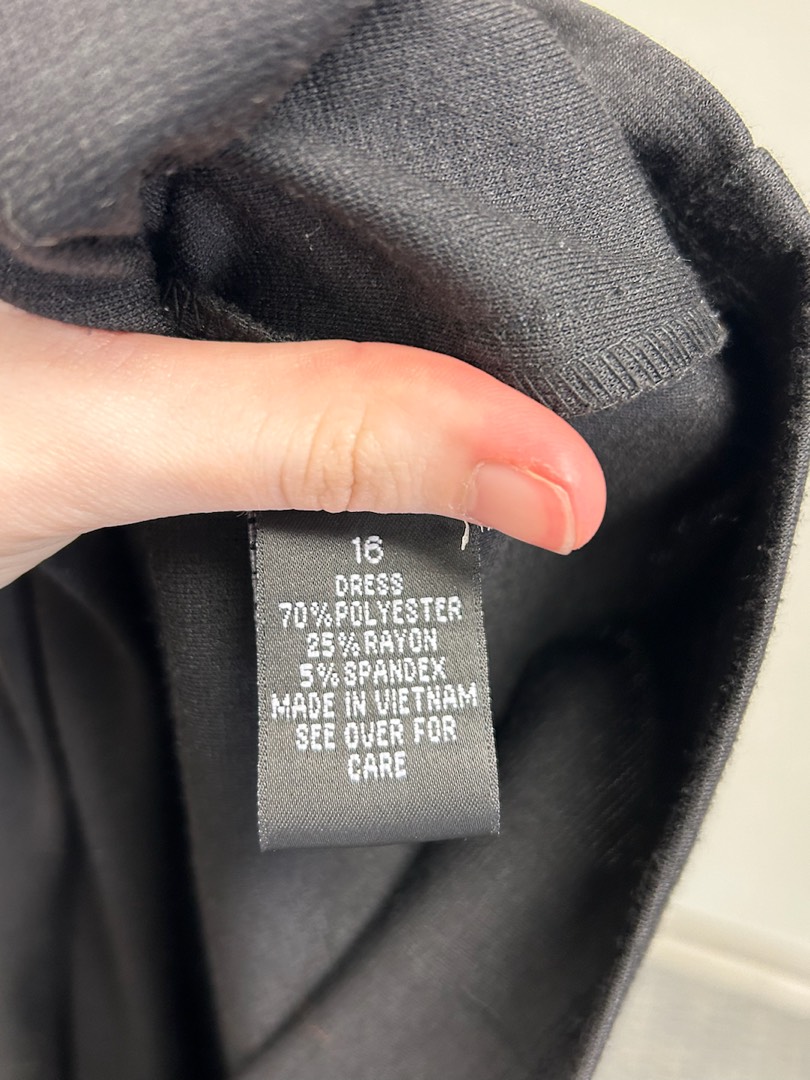 16
DRESS
70%POLYESTER
25%RAYON
5%SPANDEX
MADE IN VIETNAM
SEE OVER FOR
CARE